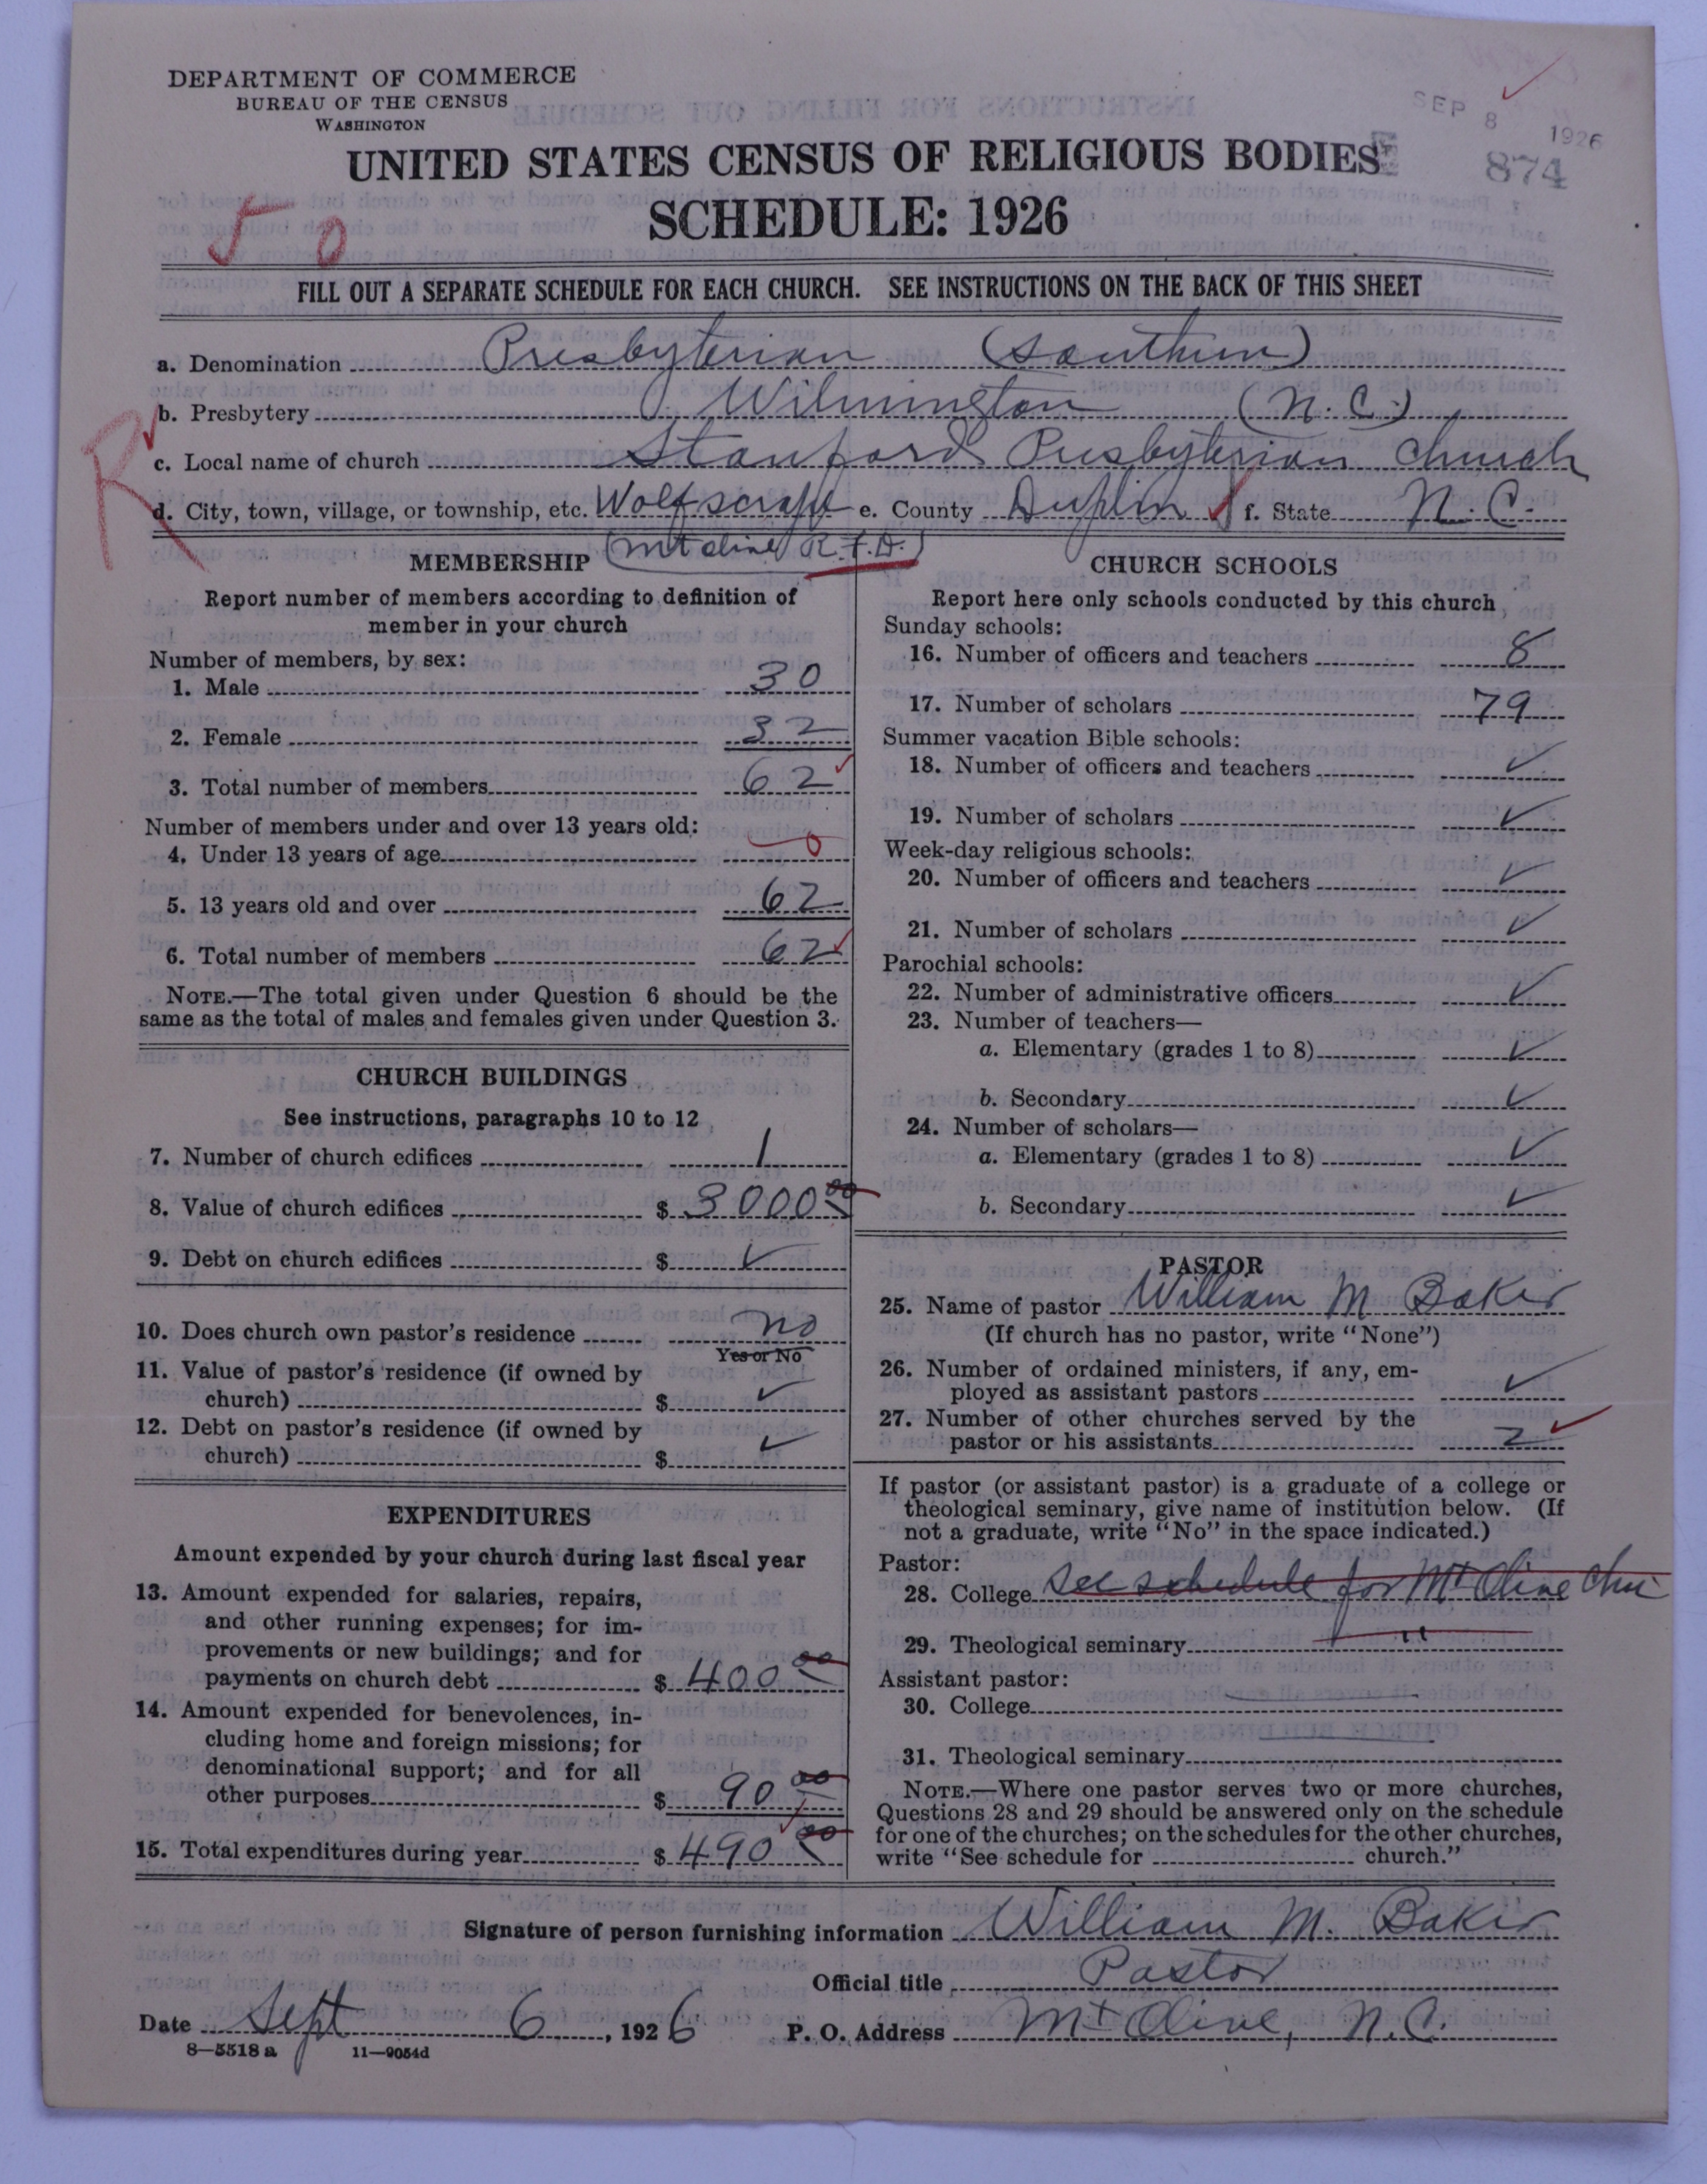 DEPARTMENT OF COMMERCE
BUREAU OF THE CENSUS
WASHINGTON
SEP 8 1926
874
UNITED STATES CENSUS OF RELIGIOUS BODIES
SCHEDULE: 1926
5 0
FILL OUT A SEPARATE SCHEDULE FOR EACH CHURCH. SEE INSTRUCTIONS ON THE BACK OF THIS SHEET
a. Denomination Presbyterian (Southern)
b. Presbytery Wilmington (N. C.)
R
c. Local name of church Stanford Presbyterian Church
d. City, town, village, or township, etc. Wolfscrape e. County Duplin f. State N. C.
(Mt Olive R.F.D.)
MEMBERSHIP
Report number of members according to definition of
member in your church
Number of members, by sex:
1. Male 30
2. Female 32
3. Total number of members 62
Number of members under and over 13 years old:
4. Under 13 years of age 0
5. 13 years old and over 62
6. Total number of members 62
NOTE.—The total given under Question 6 should be the
same as the total of males and females given under Question 3.
CHURCH BUILDINGS
See instructions, paragraphs 10 to 12
7. Number of church edifices 1
8. Value of church edifices $ 3000 00
9. Debt on church edifices $ ✓
10. Does church own pastor's residence no
Yes or No
11. Value of pastor's residence (if owned by
church) $ ✓
12. Debt on pastor's residence (if owned by
church) $ ✓
EXPENDITURES
Amount expended by your church during last fiscal year
13. Amount expended for salaries, repairs,
and other running expenses; for im-
provements or new buildings; and for
payments on church debt $ 400 00
14. Amount expended for benevolences, in-
cluding home and foreign missions; for
denominational support; and for all
other purposes $ 90 00
15. Total expenditures during year $ 490 00
CHURCH SCHOOLS
Report here only schools conducted by this church
Sunday schools:
16. Number of officers and teachers 8
17. Number of scholars 79
Summer vacation Bible schools:
18. Number of officers and teachers ✓
19. Number of scholars ✓
Week-day religious schools:
20. Number of officers and teachers ✓
21. Number of scholars ✓
Parochial schools:
22. Number of administrative officers ✓
23. Number of teachers—
a. Elementary (grades 1 to 8) ✓
b. Secondary ✓
24. Number of scholars—
a. Elementary (grades 1 to 8) ✓
b. Secondary ✓
PASTOR
25. Name of pastor William M Baker
(If church has no pastor, write "None")
26. Number of ordained ministers, if any, em-
ployed as assistant pastors ✓
27. Number of other churches served by the
pastor or his assistants 2
If pastor (or assistant pastor) is a graduate of a college or
theological seminary, give name of institution below. (If
not a graduate, write "No" in the space indicated.)
Pastor:
28. College See schedule for Mt Olive Chu
29. Theological seminary "
Assistant pastor:
30. College
31. Theological seminary
NOTE.—Where one pastor serves two or more churches,
Questions 28 and 29 should be answered only on the schedule
for one of the churches; on the schedules for the other churches,
write "See schedule for church."
Signature of person furnishing information William M. Baker
Official title Pastor
Date Sept 6, 1926 P. O. Address Mt Olive, N.C.
8—5518a 11—9054d